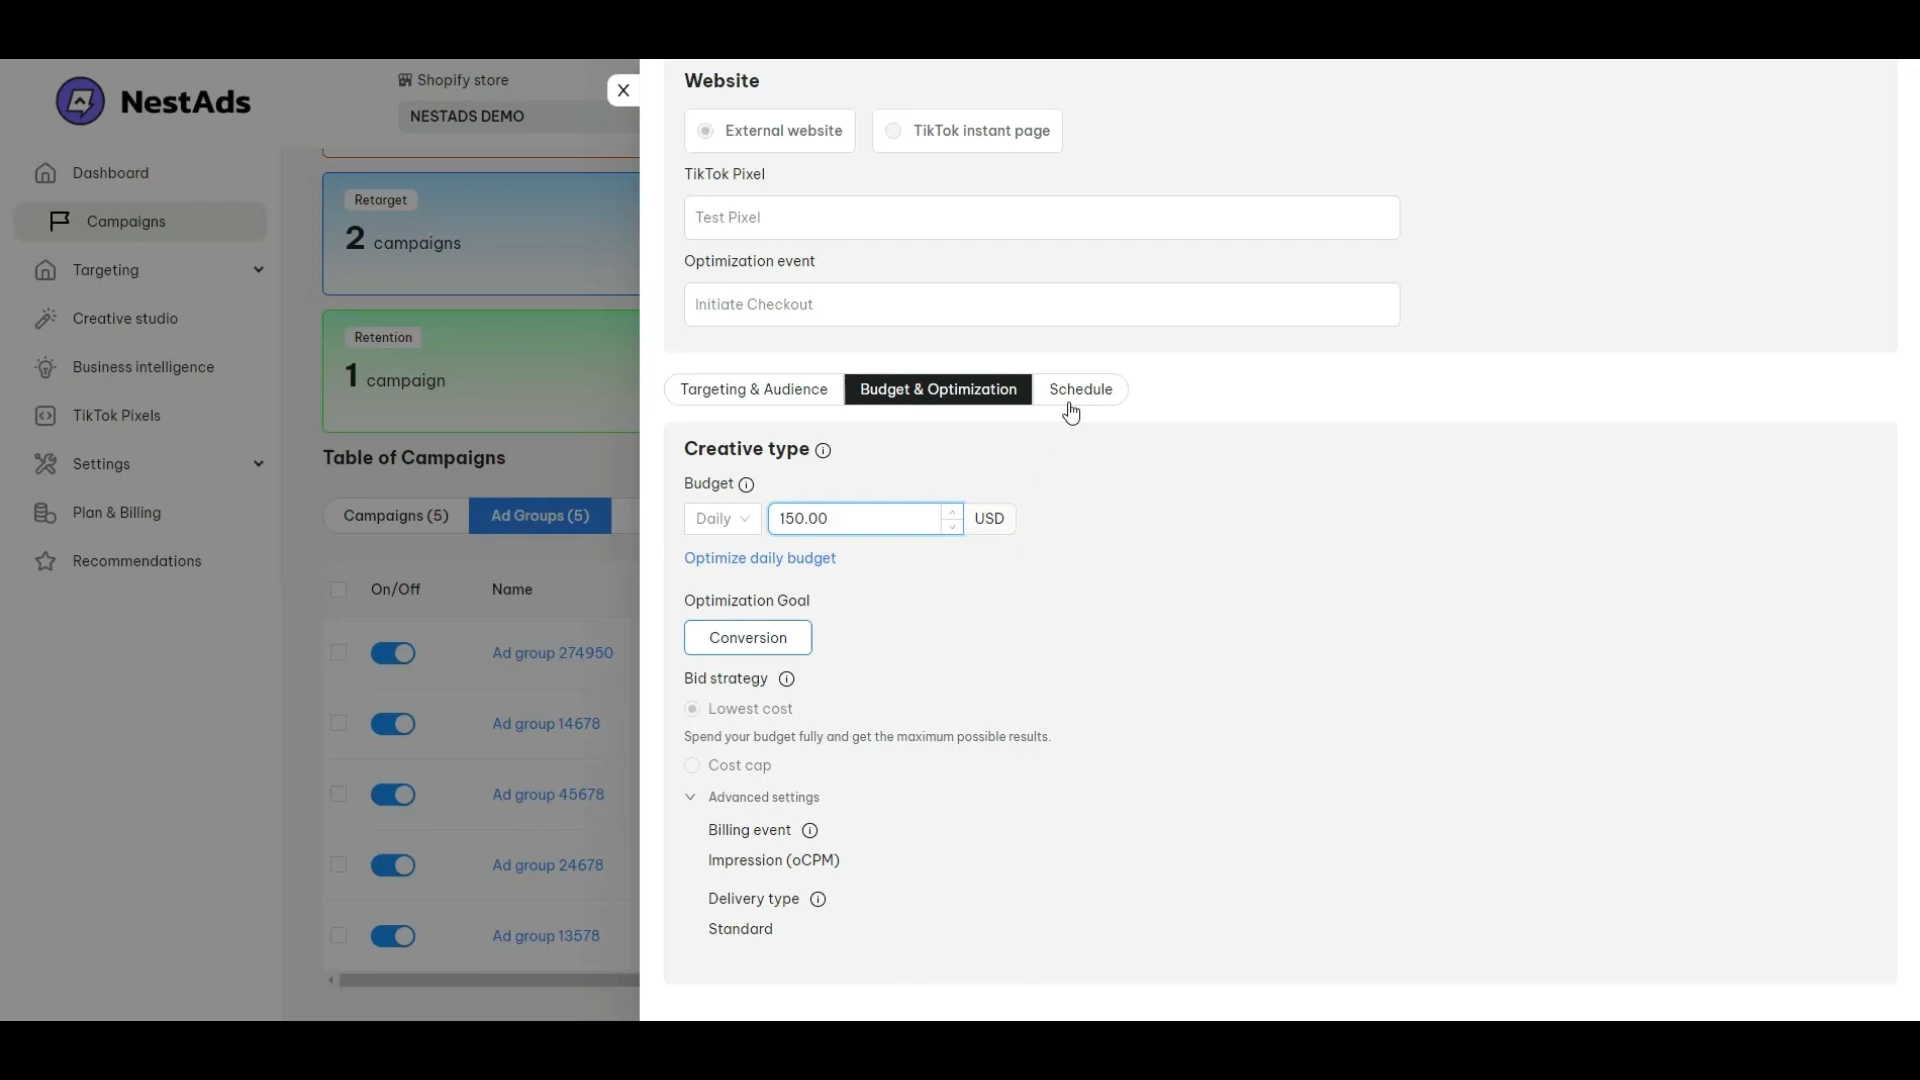 NestAds
Shopify store
NESTADS DEMO
Dashboard
Campaigns
Targeting
Creative studio
Business intelligence
TikTok Pixels
Settings
Plan & Billing
Recommendations
Retarget
2 campaigns
Retention
1 campaign
Table of Campaigns
Campaigns (5)
Ad Groups (5)
On/Off
Name
Ad group 274950
Ad group 14678
Ad group 45678
Ad group 24678
Ad group 13578
X
Website
External website
TikTok instant page
TikTok Pixel
Test Pixel
Optimization event
Initiate Checkout
Targeting & Audience
Budget & Optimization
Schedule
Creative type
Budget
Daily
150.00
USD
Optimize daily budget
Optimization Goal
Conversion
Bid strategy
Lowest cost
Spend your budget fully and get the maximum possible results.
Cost cap
Advanced settings
Billing event
Impression (oCPM)
Delivery type
Standard